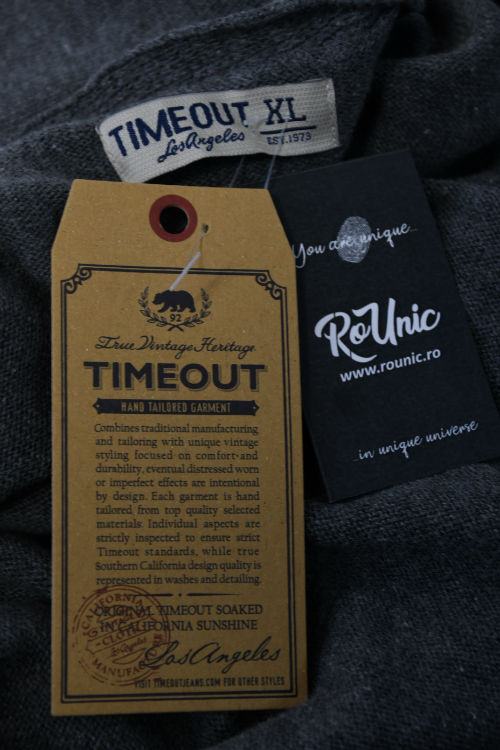 TIMEOUT XL
Los Angeles EST.1973
92
True Vintage Heritage
TIMEOUT
HAND TAILORED GARMENT
Combines traditional manufacturing
and tailoring with unique vintage
styling focused on comfort and
durability, eventual distressed worn
or imperfect effects are intentional
by design. Each garment is hand
tailored from top quality selected
materials. Individual aspects are
strictly inspected to ensure strict
Timeout standards, while true
Southern California design quality is
represented in washes and detailing.
ORIGINAL TIMEOUT SOAKED
IN CALIFORNIA SUNSHINE
CALIFORNIA
Los Angeles
VISIT TIMEOUTJEANS.COM FOR OTHER STYLES
You are unique...
RoUnic
www.rounic.ro
...in unique universe